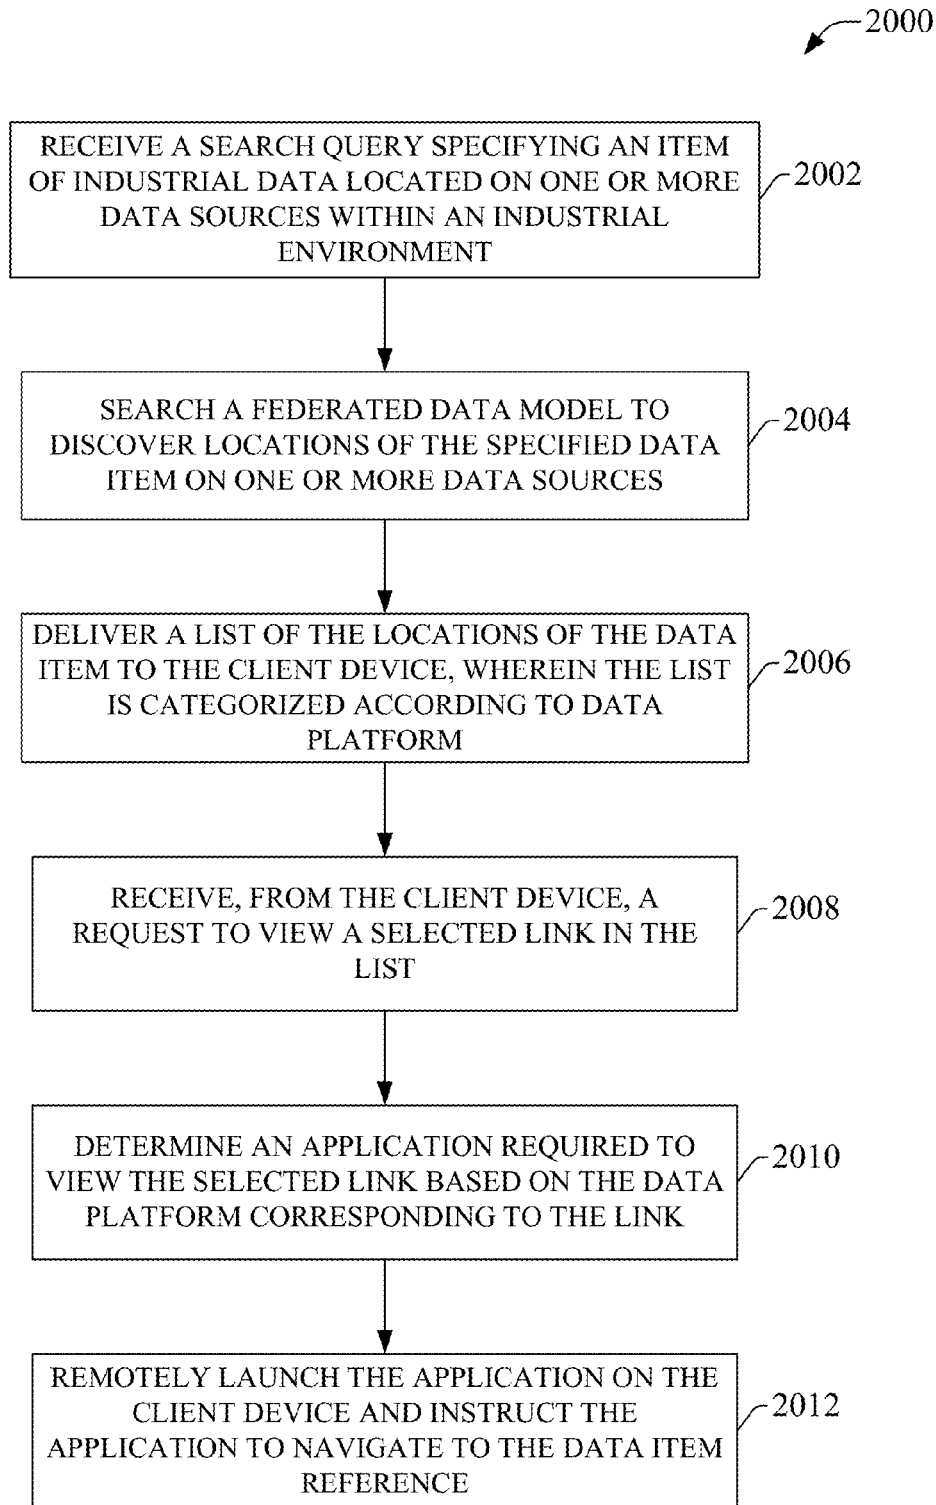 2000
RECEIVE A SEARCH QUERY SPECIFYING AN ITEM
OF INDUSTRIAL DATA LOCATED ON ONE OR MORE
DATA SOURCES WITHIN AN INDUSTRIAL
ENVIRONMENT
2002
SEARCH A FEDERATED DATA MODEL TO
DISCOVER LOCATIONS OF THE SPECIFIED DATA
ITEM ON ONE OR MORE DATA SOURCES
2004
DELIVER A LIST OF THE LOCATIONS OF THE DATA
ITEM TO THE CLIENT DEVICE, WHEREIN THE LIST
IS CATEGORIZED ACCORDING TO DATA
PLATFORM
2006
RECEIVE, FROM THE CLIENT DEVICE, A
REQUEST TO VIEW A SELECTED LINK IN THE
LIST
2008
DETERMINE AN APPLICATION REQUIRED TO
VIEW THE SELECTED LINK BASED ON THE DATA
PLATFORM CORRESPONDING TO THE LINK
2010
REMOTELY LAUNCH THE APPLICATION ON THE
CLIENT DEVICE AND INSTRUCT THE
APPLICATION TO NAVIGATE TO THE DATA ITEM
REFERENCE
2012